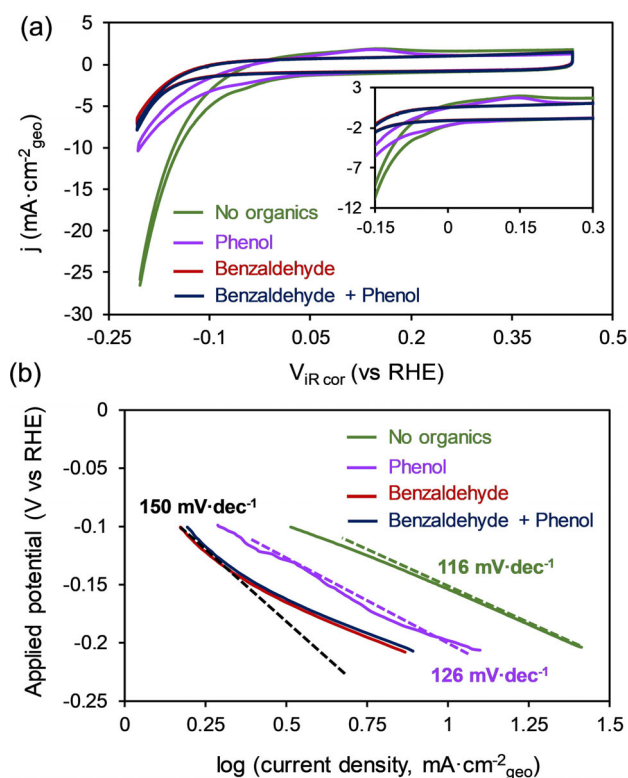 (a)
5
0
-5
-10
-15
-20
-25
-30
j (mA·cm⁻²geo)
3
-2
-7
-12
-0.15 0 0.15 0.3
No organics
Phenol
Benzaldehyde
Benzaldehyde + Phenol
-0.25 -0.1 0.05 0.2 0.35 0.5
ViR cor (vs RHE)
(b)
0
-0.05
-0.1
-0.15
-0.2
-0.25
Applied potential (V vs RHE)
No organics
Phenol
Benzaldehyde
Benzaldehyde + Phenol
150 mV·dec⁻¹
116 mV·dec⁻¹
126 mV·dec⁻¹
0 0.25 0.5 0.75 1 1.25 1.5
log (current density, mA·cm⁻²geo)